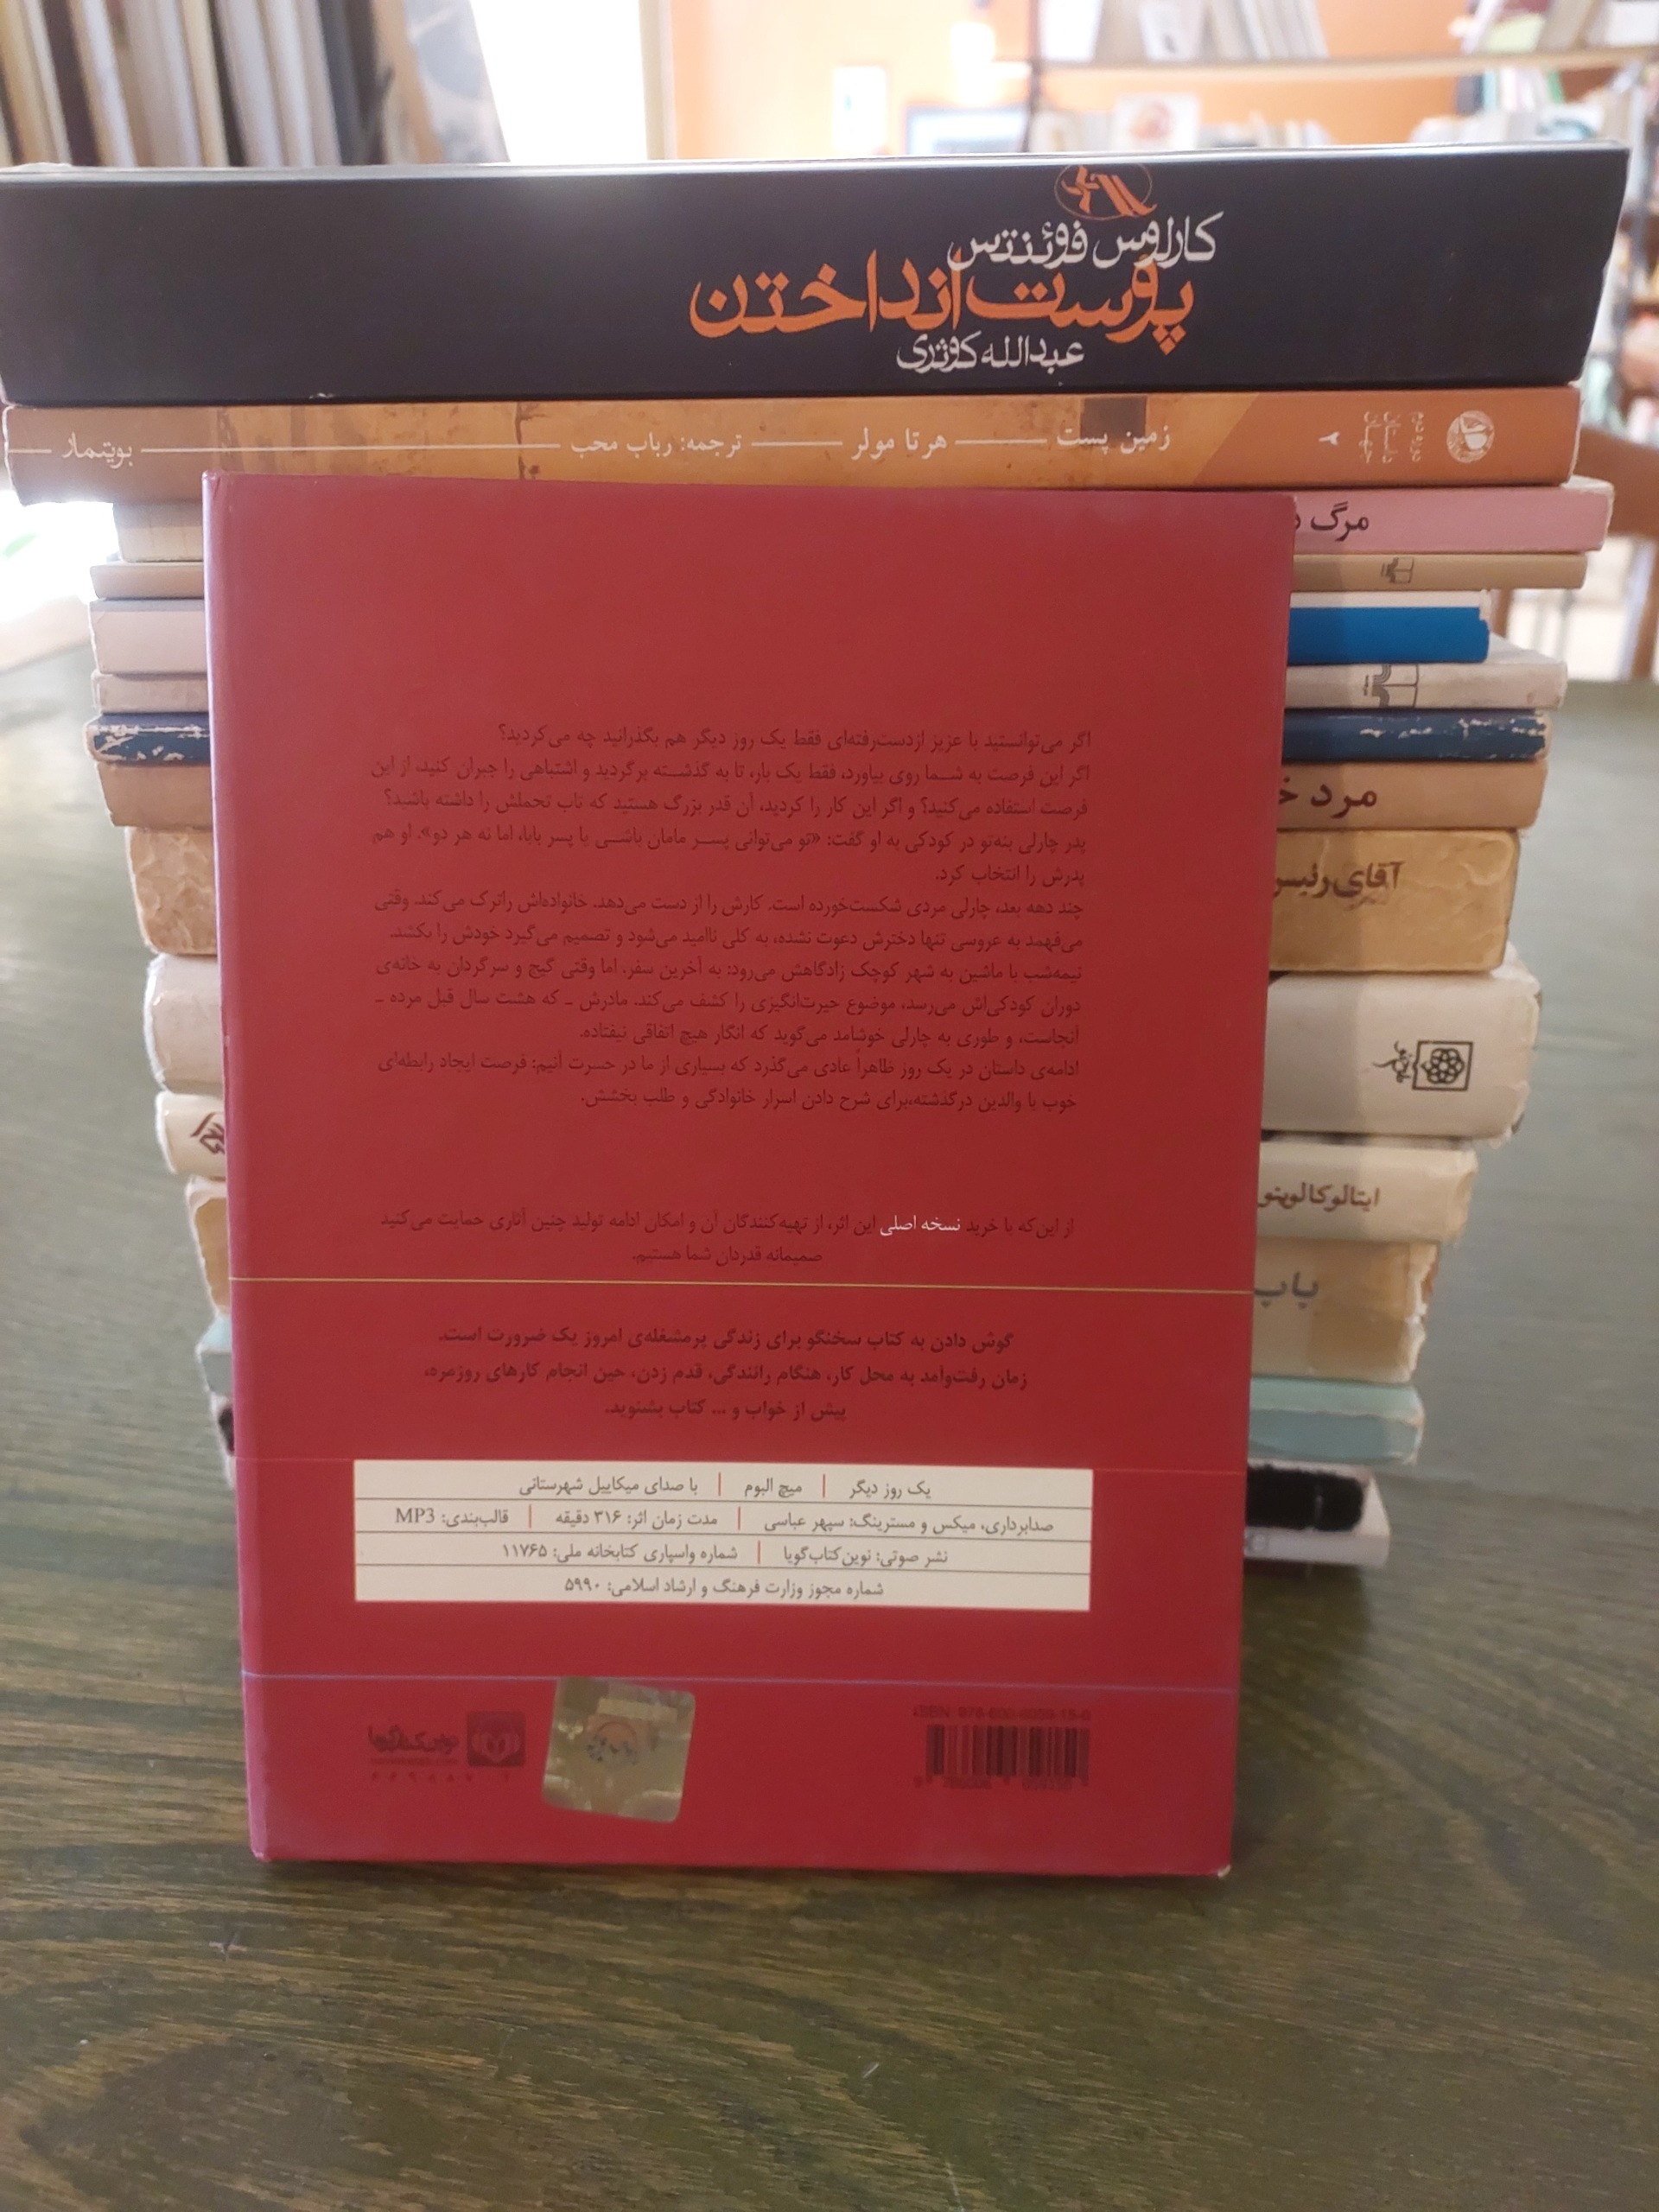 کارلوس فوئنتس
پوست انداختن
عبدالله کوثری
دوره دوم
داستان
جهان
۲
زمین پست هرتا مولر ترجمه: رباب محب بوتیمار
مرگ
مرد
آقای رئیس
ایتالو کالوینو
پاپ
اگر می‌توانستید با عزیز ازدست‌رفته‌ای فقط یک روز دیگر هم بگذرانید چه می‌کردید؟
اگر این فرصت به شما روی بیاورد، فقط یک بار، تا به گذشته برگردید و اشتباهی را جبران کنید، از این
فرصت استفاده می‌کنید؟ و اگر این کار را کردید، آن قدر بزرگ هستید که تاب تحملش را داشته باشید؟
پدر چارلی بنه‌تو در کودکی به او گفت: «تو می‌توانی پسر مامان باشی یا پسر بابا، اما نه هر دو». او هم
پدرش را انتخاب کرد.
چند دهه بعد، چارلی مردی شکست‌خورده است. کارش را از دست می‌دهد. خانواده‌اش راترک می‌کند. وقتی
می‌فهمد به عروسی تنها دخترش دعوت نشده، به کلی ناامید می‌شود و تصمیم می‌گیرد خودش را بکشد.
نیمه‌شب با ماشین به شهر کوچک زادگاهش می‌رود: به آخرین سفر. اما وقتی گیج و سرگردان به خانه‌ی
دوران کودکی‌اش می‌رسد، موضوع حیرت‌انگیزی را کشف می‌کند. مادرش ـ که هشت سال قبل مرده ـ
آنجاست، و طوری به چارلی خوشامد می‌گوید که انگار هیچ اتفاقی نیفتاده.
ادامه‌ی داستان در یک روز ظاهراً عادی می‌گذرد که بسیاری از ما در حسرت آنیم: فرصت ایجاد رابطه‌ای
خوب با والدین درگذشته،برای شرح دادن اسرار خانوادگی و طلب بخشش.
از این‌که با خرید نسخه اصلی این اثر، از تهیه‌کنندگان آن و امکان ادامه تولید چنین آثاری حمایت می‌کنید
صمیمانه قدردان شما هستیم.
گوش دادن به کتاب سخنگو برای زندگی پرمشغله‌ی امروز یک ضرورت است.
زمان رفت‌وآمد به محل کار، هنگام رانندگی، قدم زدن، حین انجام کارهای روزمره،
پیش از خواب و ... کتاب بشنوید.
یک روز دیگر | میچ البوم | با صدای میکاییل شهرستانی
صدابرداری، میکس و مسترینگ: سپهر عباسی | مدت زمان اثر: ۳۱۶ دقیقه | قالب‌بندی: MP3
نشر صوتی: نوین‌کتاب‌گویا | شماره واسپاری کتابخانه ملی: ۱۱۷۶۵
شماره مجوز وزارت فرهنگ و ارشاد اسلامی: ۵۹۹۰
نوین‌کتاب‌گویا